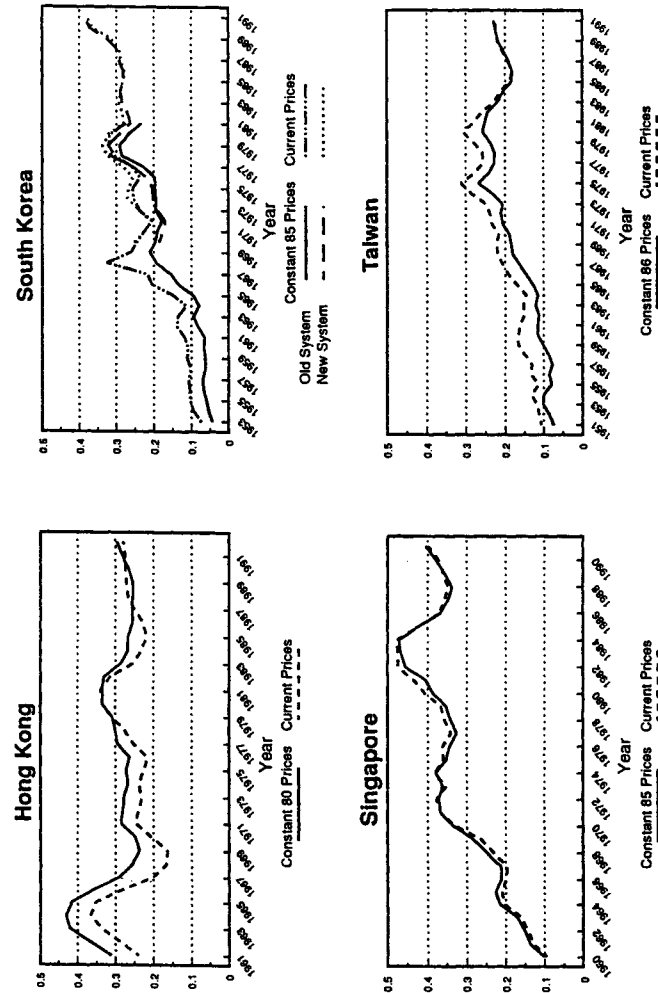 Hong Kong
0.5
0.4
0.3
0.2
0.1
0
1961 1963 1965 1967 1969 1971 1973 1975 1977 1979 1981 1983 1985 1987 1989 1991
Year
Constant 80 Prices Current Prices
South Korea
0.5
0.4
0.3
0.2
0.1
0
1953 1955 1957 1959 1961 1963 1965 1967 1969 1971 1973 1975 1977 1979 1981 1983 1985 1987 1989 1991
Year
Constant 85 Prices Current Prices
Old System
New System
Singapore
0.5
0.4
0.3
0.2
0.1
0
1960 1962 1964 1966 1968 1970 1972 1974 1976 1978 1980 1982 1984 1986 1988 1990
Year
Constant 85 Prices Current Prices
Taiwan
0.5
0.4
0.3
0.2
0.1
0
1951 1953 1955 1957 1959 1961 1963 1965 1967 1969 1971 1973 1975 1977 1979 1981 1983 1985 1987 1989 1991
Year
Constant 86 Prices Current Prices